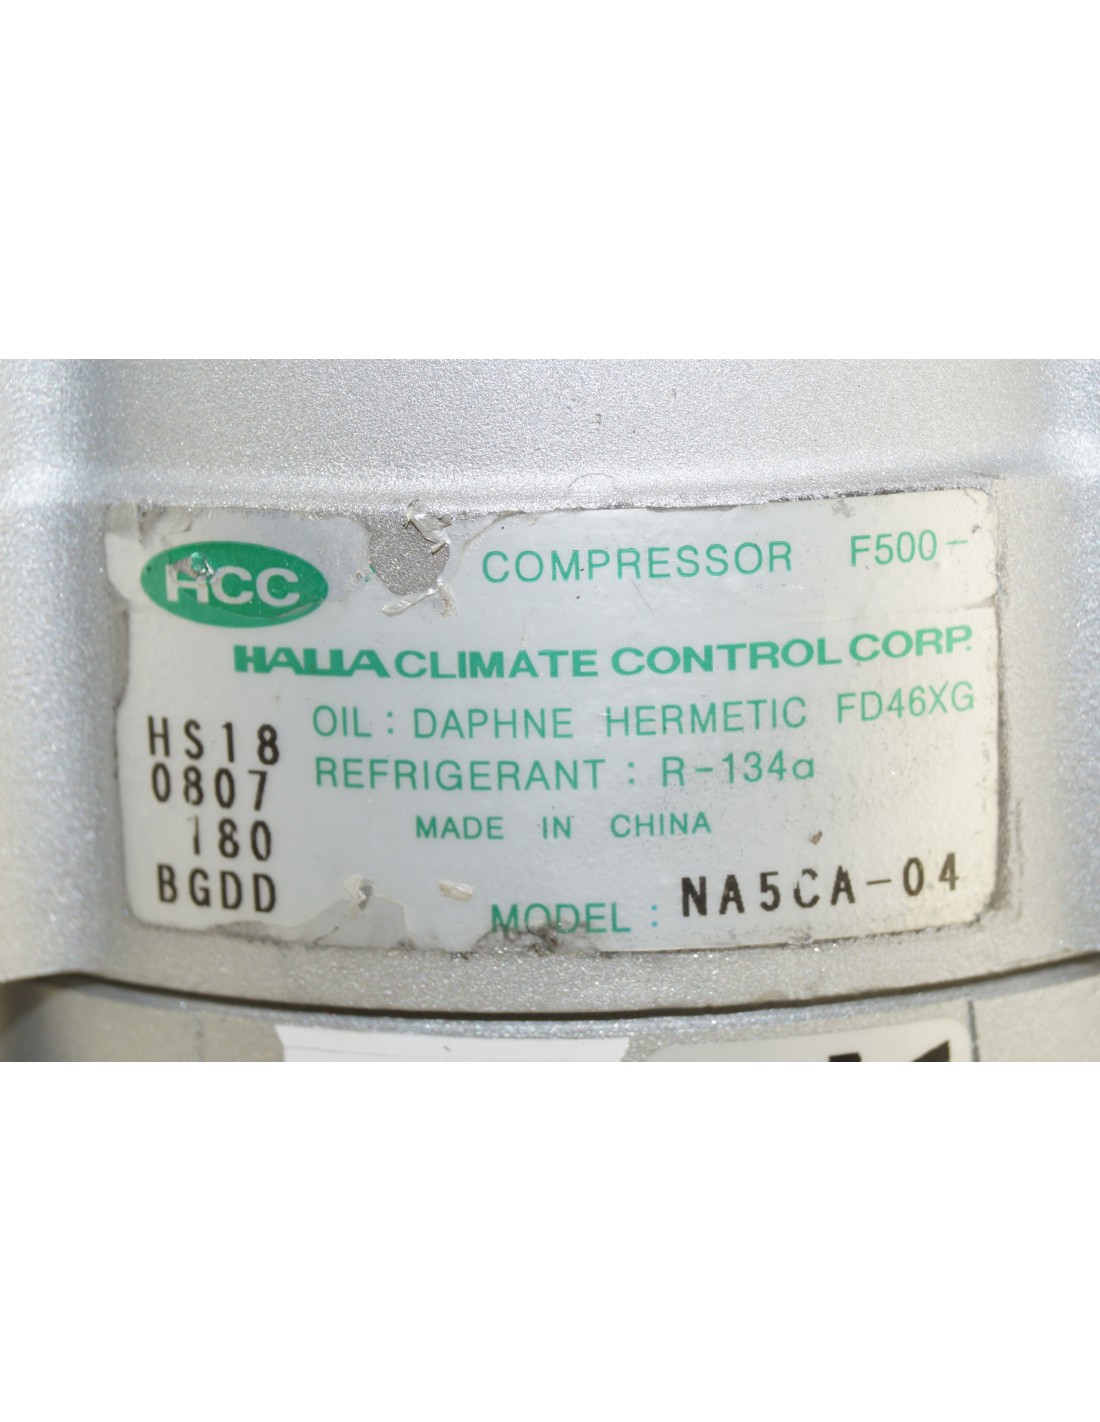 HCC
COMPRESSOR F500-
HALLA CLIMATE CONTROL CORP.
OIL : DAPHNE HERMETIC FD46XG
REFRIGERANT : R-134a
MADE IN CHINA
HS18
0807
180
BGDD
MODEL : NA5CA-04